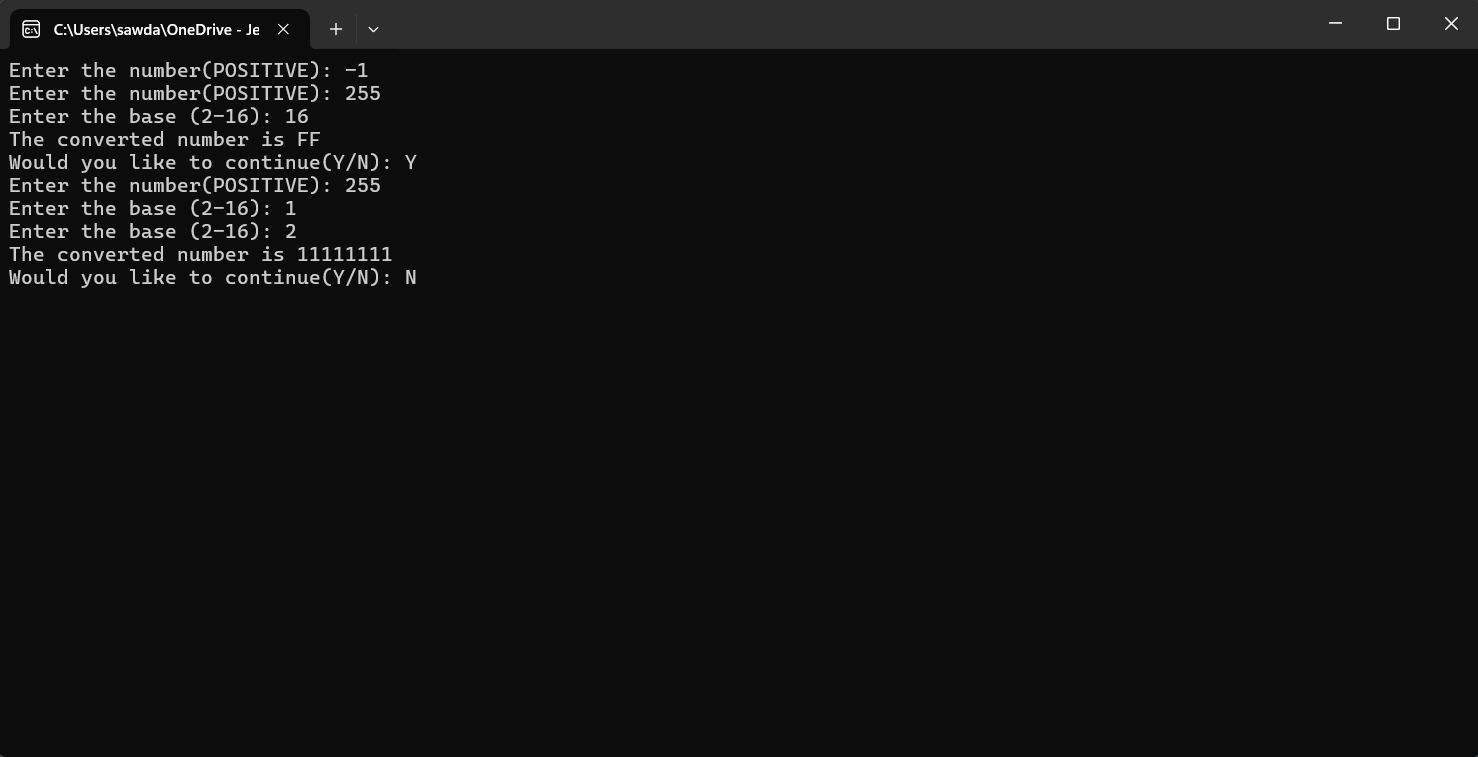 C:\Users\sawda\OneDrive - Je
Enter the number(POSITIVE): -1
Enter the number(POSITIVE): 255
Enter the base (2-16): 16
The converted number is FF
Would you like to continue(Y/N): Y
Enter the number(POSITIVE): 255
Enter the base (2-16): 1
Enter the base (2-16): 2
The converted number is 11111111
Would you like to continue(Y/N): N